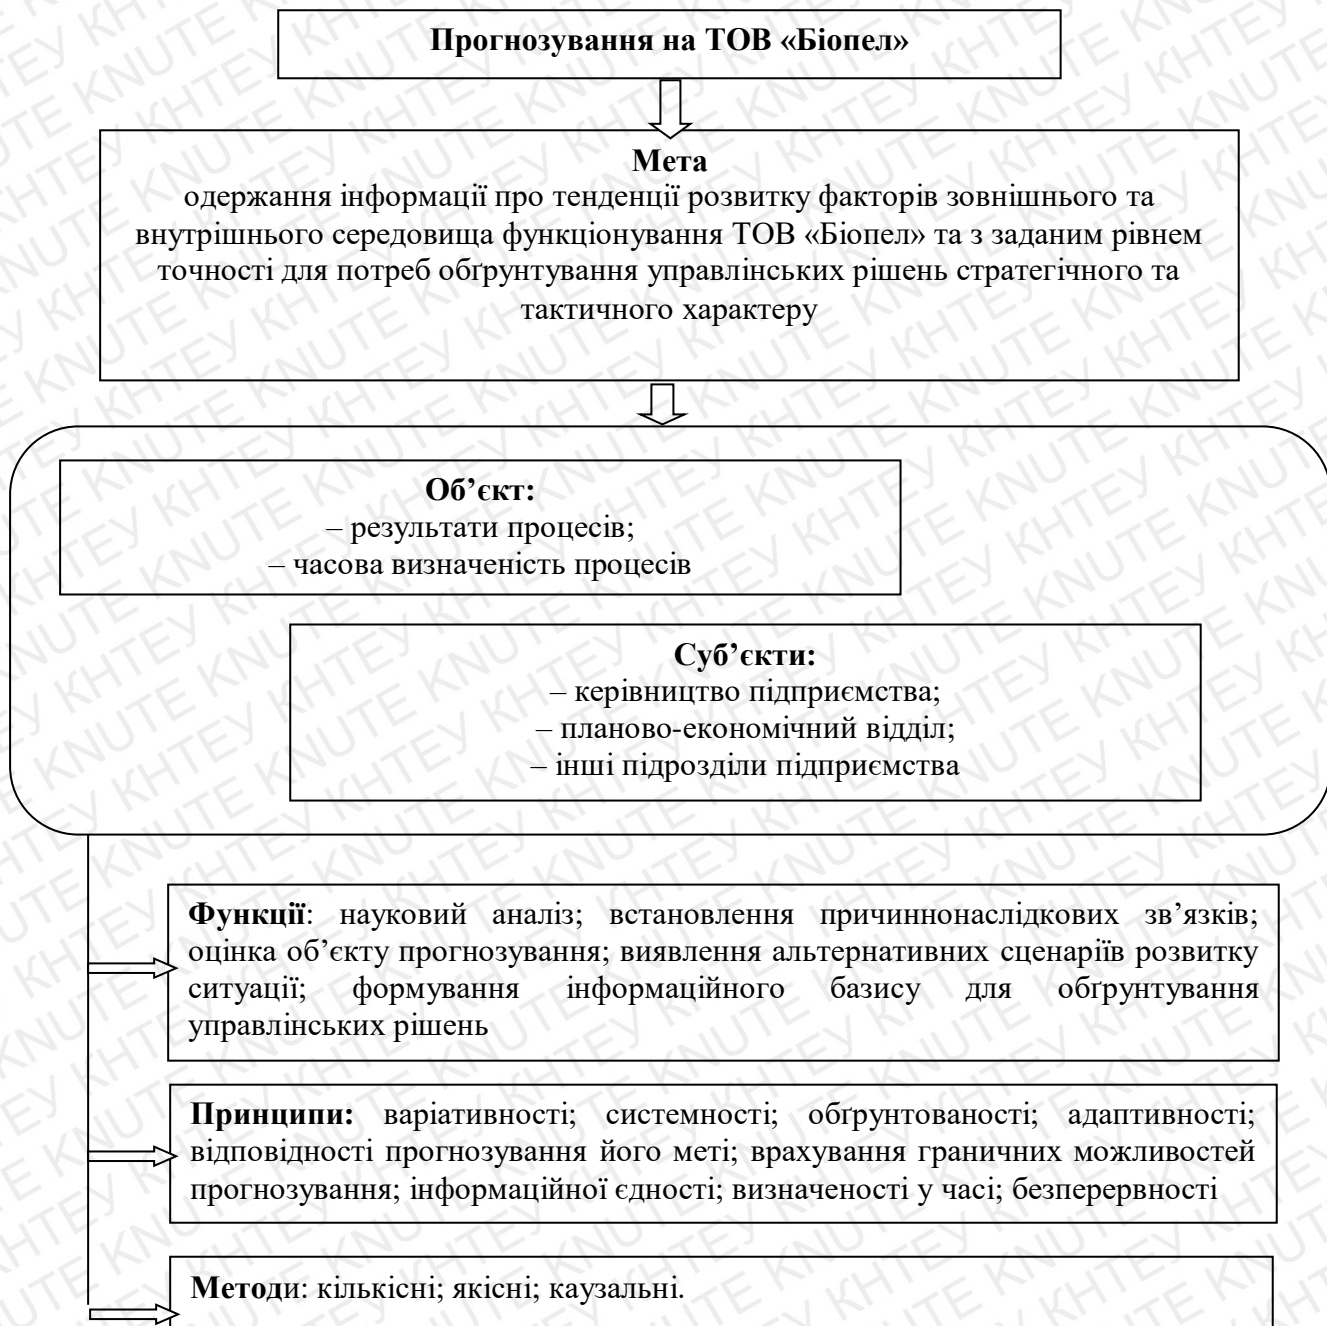 Прогнозування на ТОВ «Біопел»
Мета
одержання інформації про тенденції розвитку факторів зовнішнього та
внутрішнього середовища функціонування ТОВ «Біопел» та з заданим рівнем
точності для потреб обґрунтування управлінських рішень стратегічного та
тактичного характеру
Об’єкт:
– результати процесів;
– часова визначеність процесів
Суб’єкти:
– керівництво підприємства;
– планово-економічний відділ;
– інші підрозділи підприємства
Функції: науковий аналіз; встановлення причиннонаслідкових зв’язків;
оцінка об’єкту прогнозування; виявлення альтернативних сценаріїв розвитку
ситуації; формування інформаційного базису для обґрунтування
управлінських рішень
Принципи: варіативності; системності; обґрунтованості; адаптивності;
відповідності прогнозування його меті; врахування граничних можливостей
прогнозування; інформаційної єдності; визначеності у часі; безперервності
Методи: кількісні; якісні; каузальні.